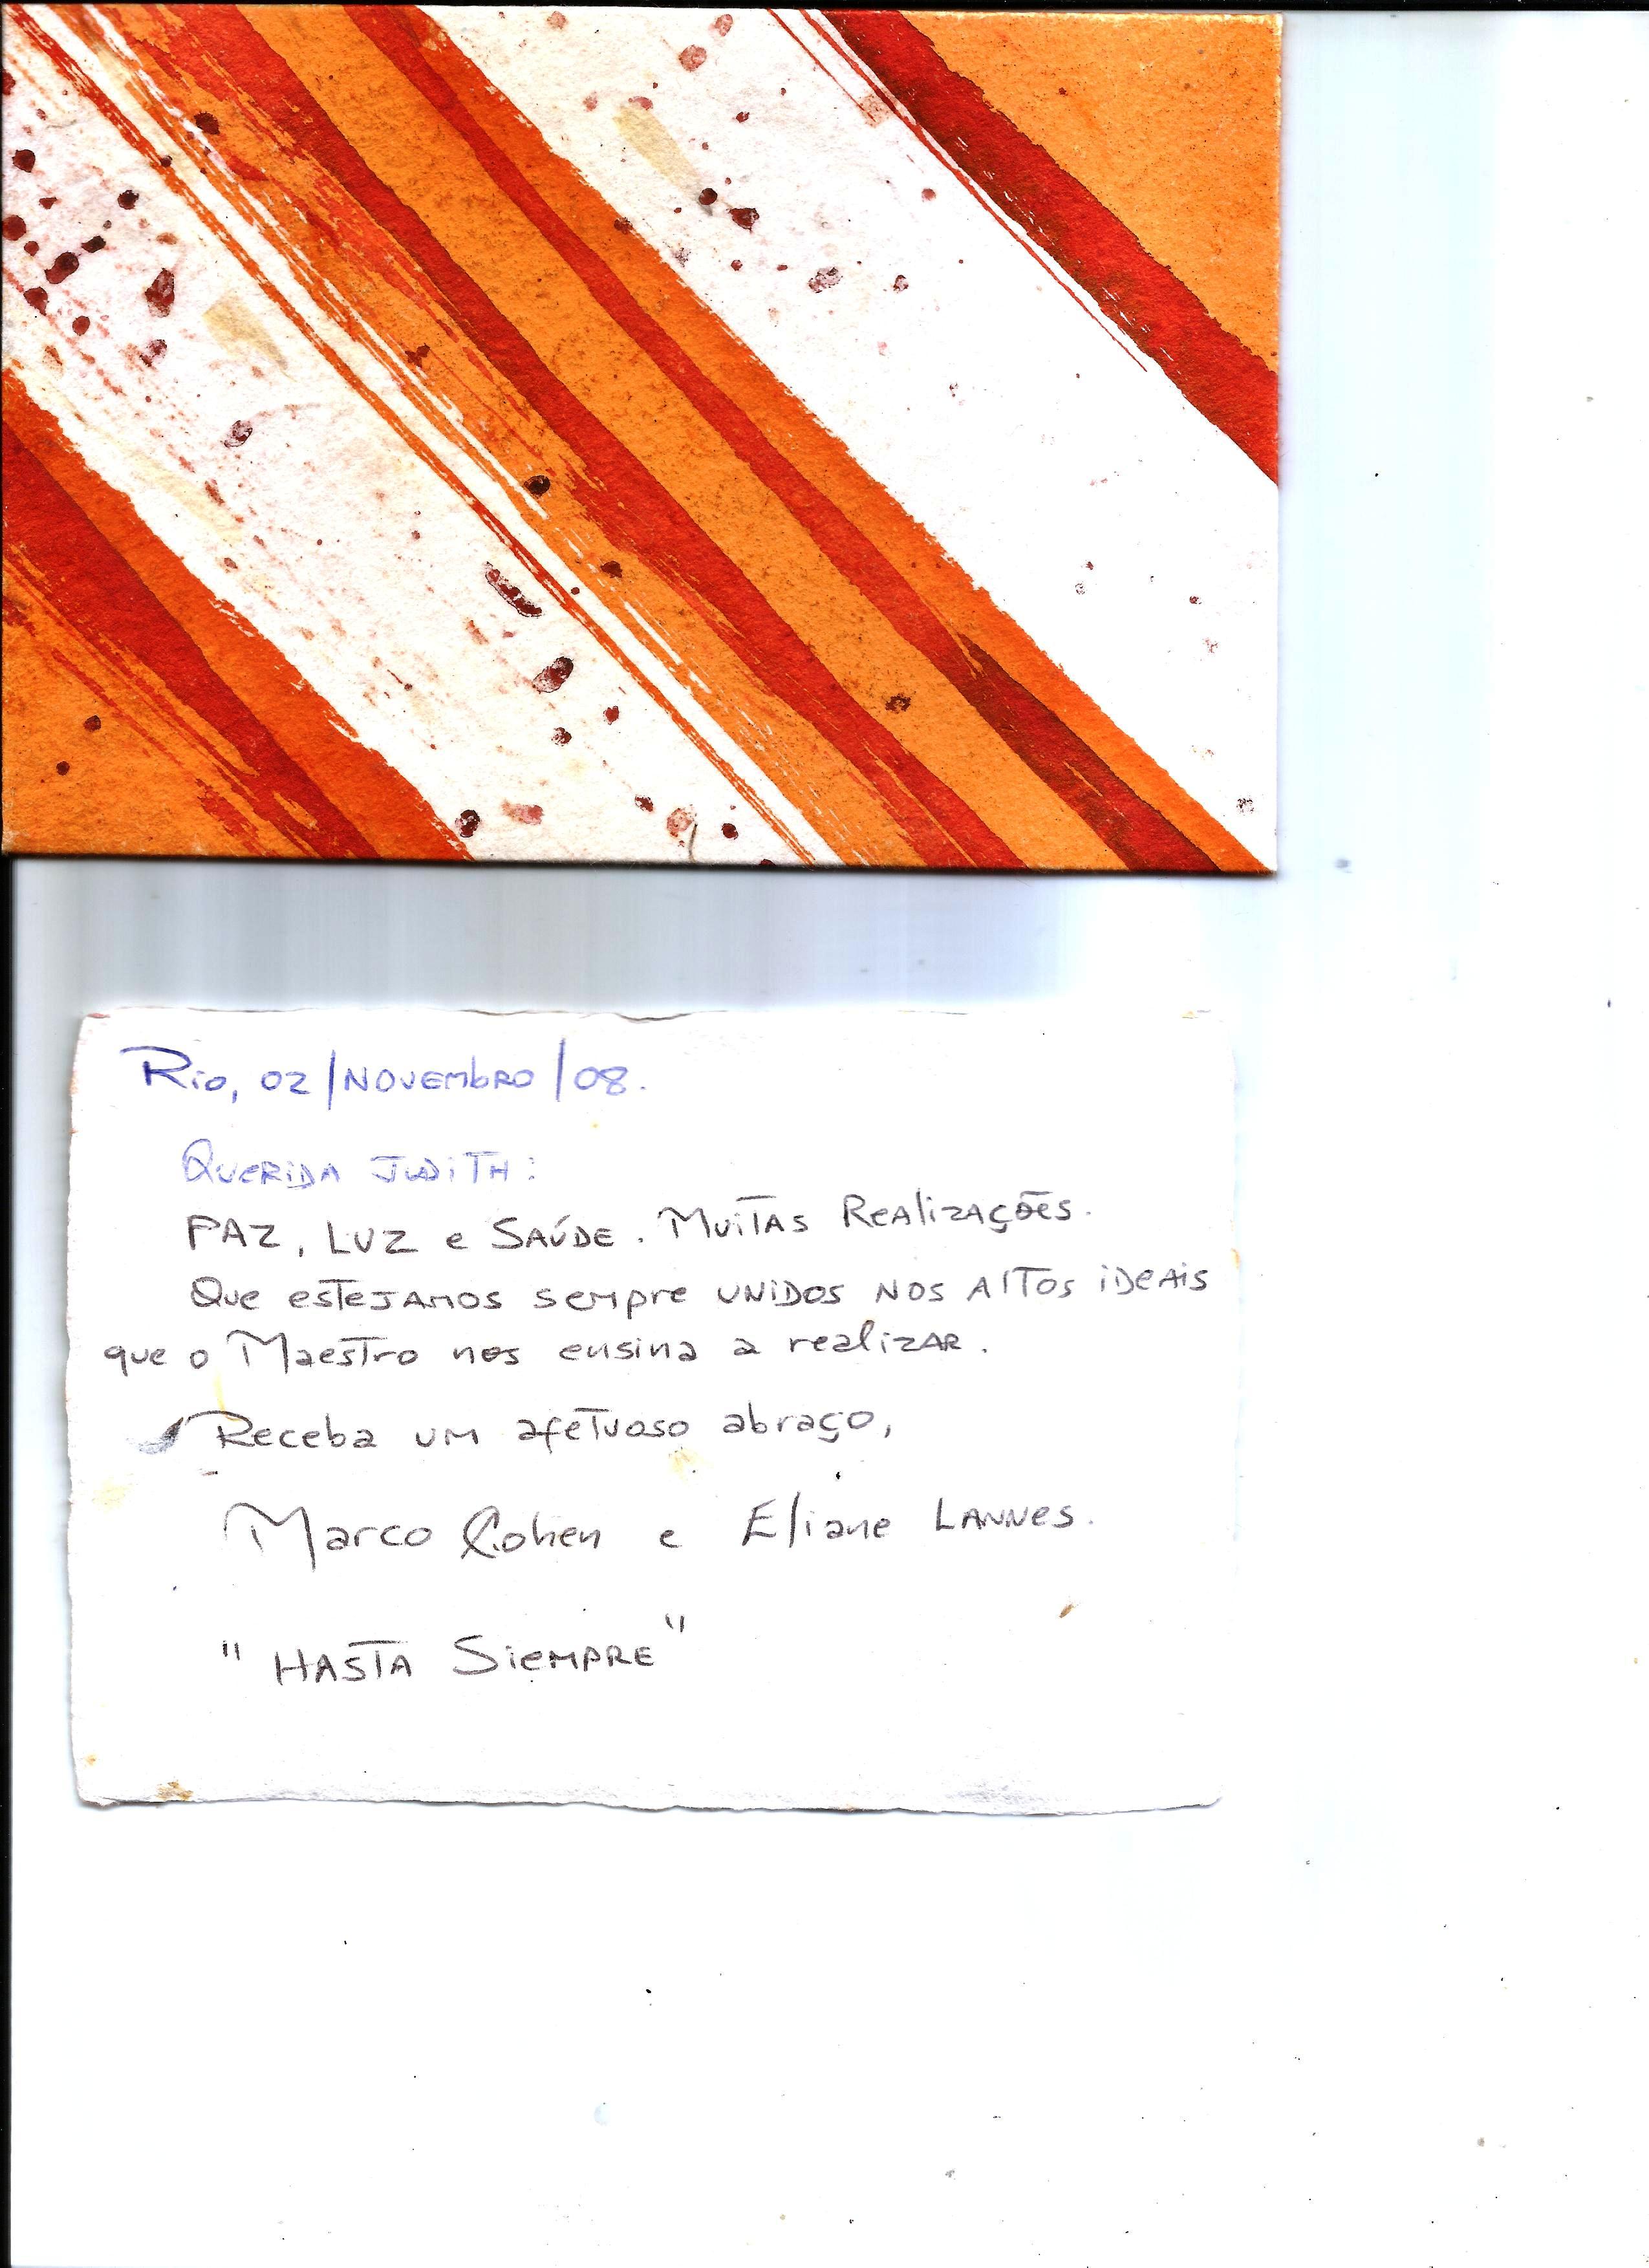 Rio, 02/NOVEMBRO/08.
QUERIDA JUDITH:
PAZ, LUZ e SAÚDE. MUITAS REALIZAÇÕES.
Que ESTEJAMOS sempre UNIDOS NOS ALTOS iDeAis
que o Maestro nos ensina a realizAR.
Receba um afetuoso abraço,
Marco Cohen e Eliane LANNes.
"HASTA SiEMPRE"